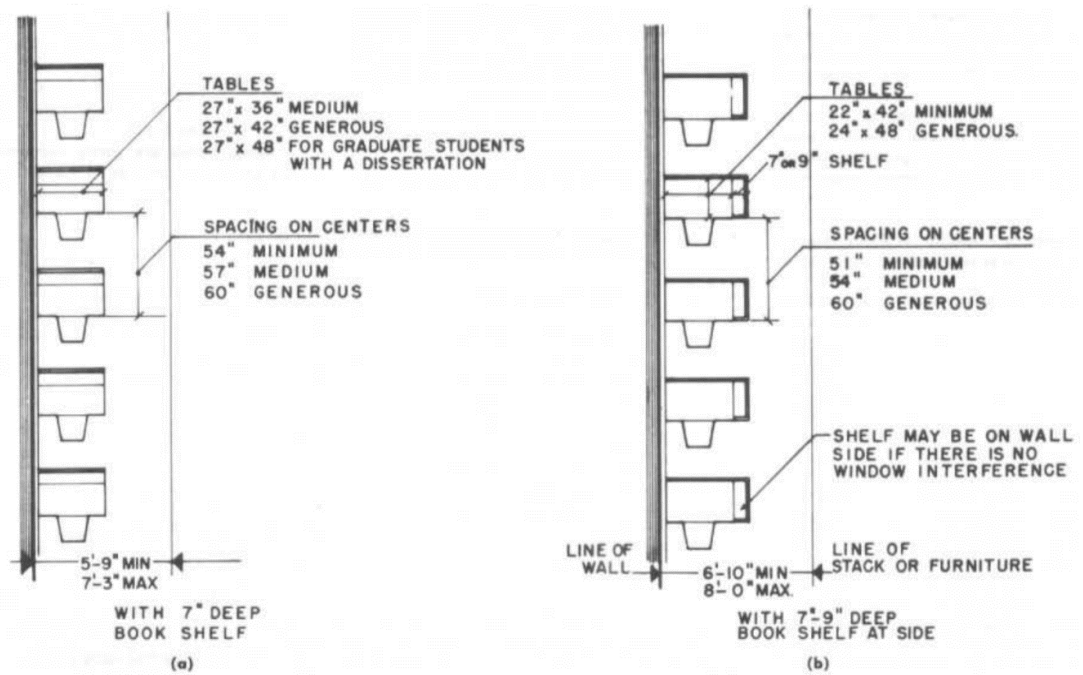 TABLES
27"x 36" MEDIUM
27"x 42" GENEROUS
27"x 48" FOR GRADUATE STUDENTS
WITH A DISSERTATION
SPACING ON CENTERS
54" MINIMUM
57" MEDIUM
60" GENEROUS
5'-9" MIN
7'-3" MAX
WITH 7" DEEP
BOOK SHELF
(a)
TABLES
22"x 42" MINIMUM
24"x 48" GENEROUS.
7" OR 9" SHELF
SPACING ON CENTERS
51" MINIMUM
54" MEDIUM
60" GENEROUS
SHELF MAY BE ON WALL
SIDE IF THERE IS NO
WINDOW INTERFERENCE
LINE OF
WALL
6'-10" MIN
8'-0" MAX.
LINE OF
STACK OR FURNITURE
WITH 7"-9" DEEP
BOOK SHELF AT SIDE
(b)